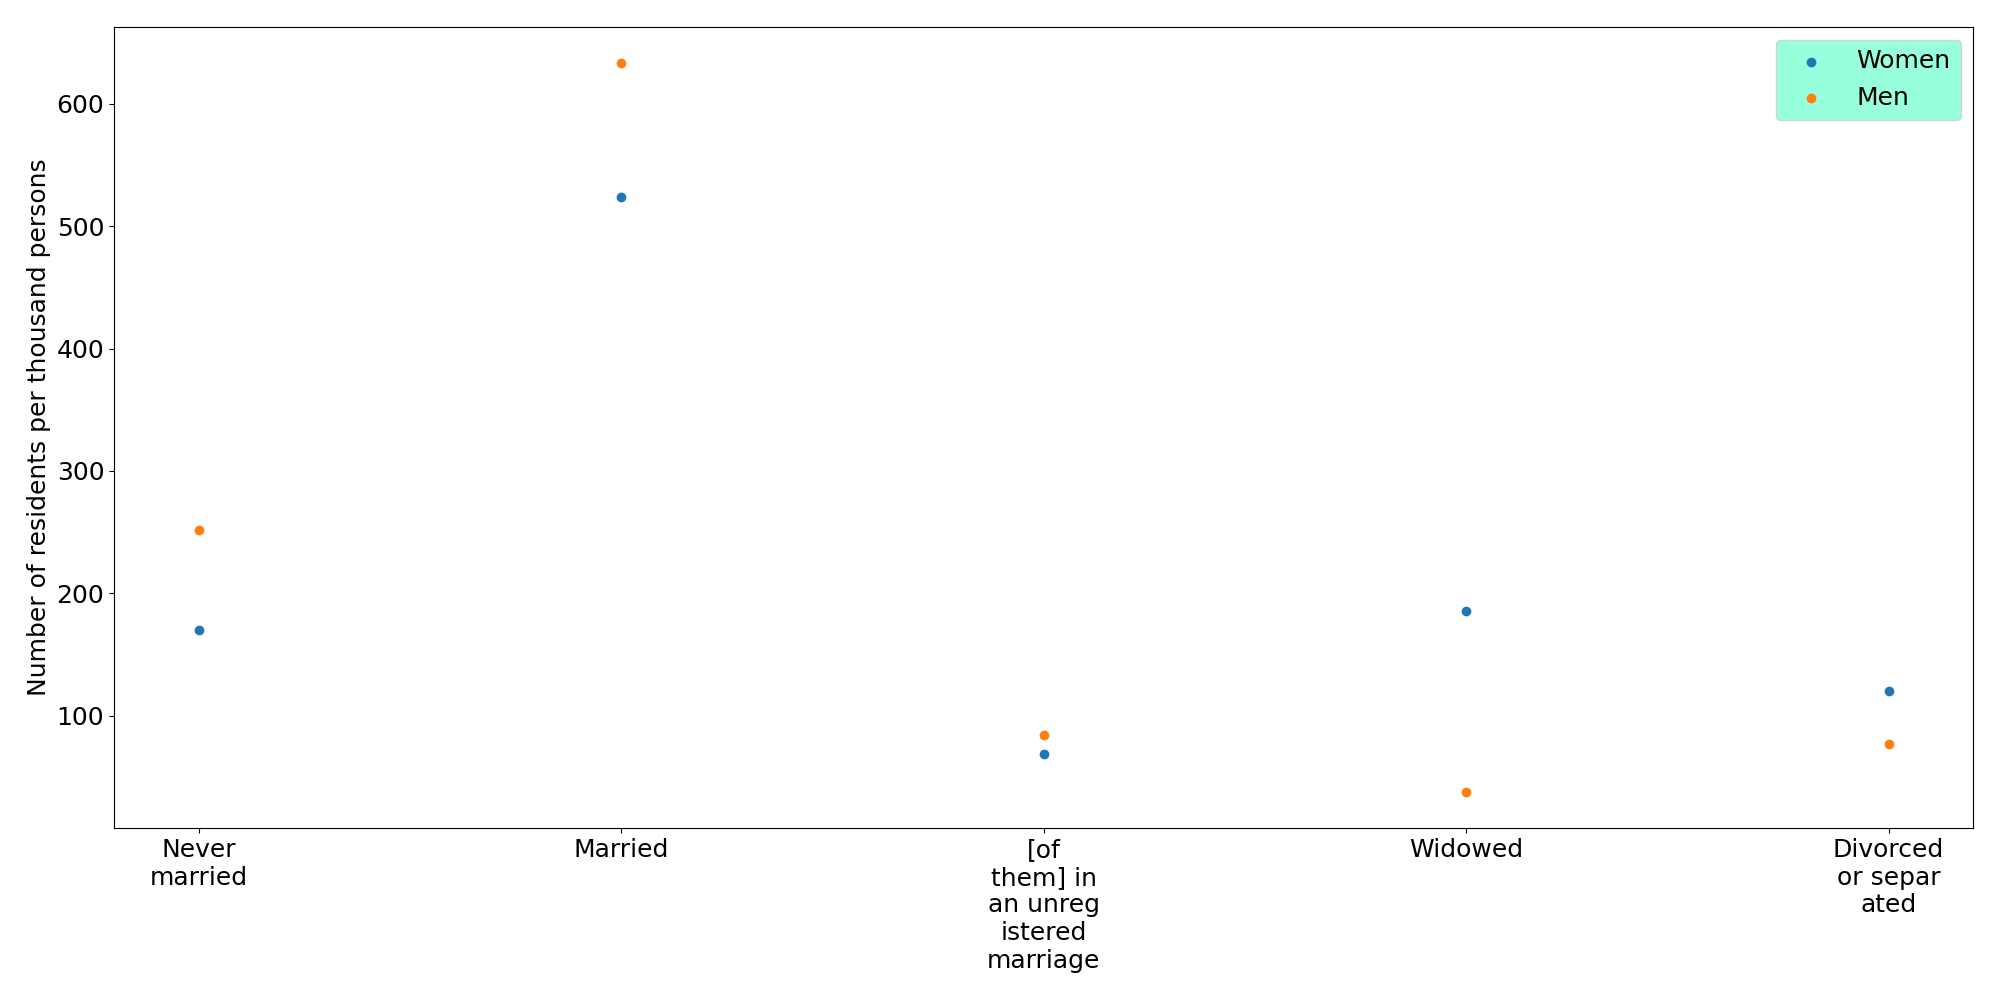 Women
Men
Number of residents per thousand persons
600
500
400
300
200
100
Never
married
Married
[of
them] in
an unreg
istered
marriage
Widowed
Divorced
or separ
ated